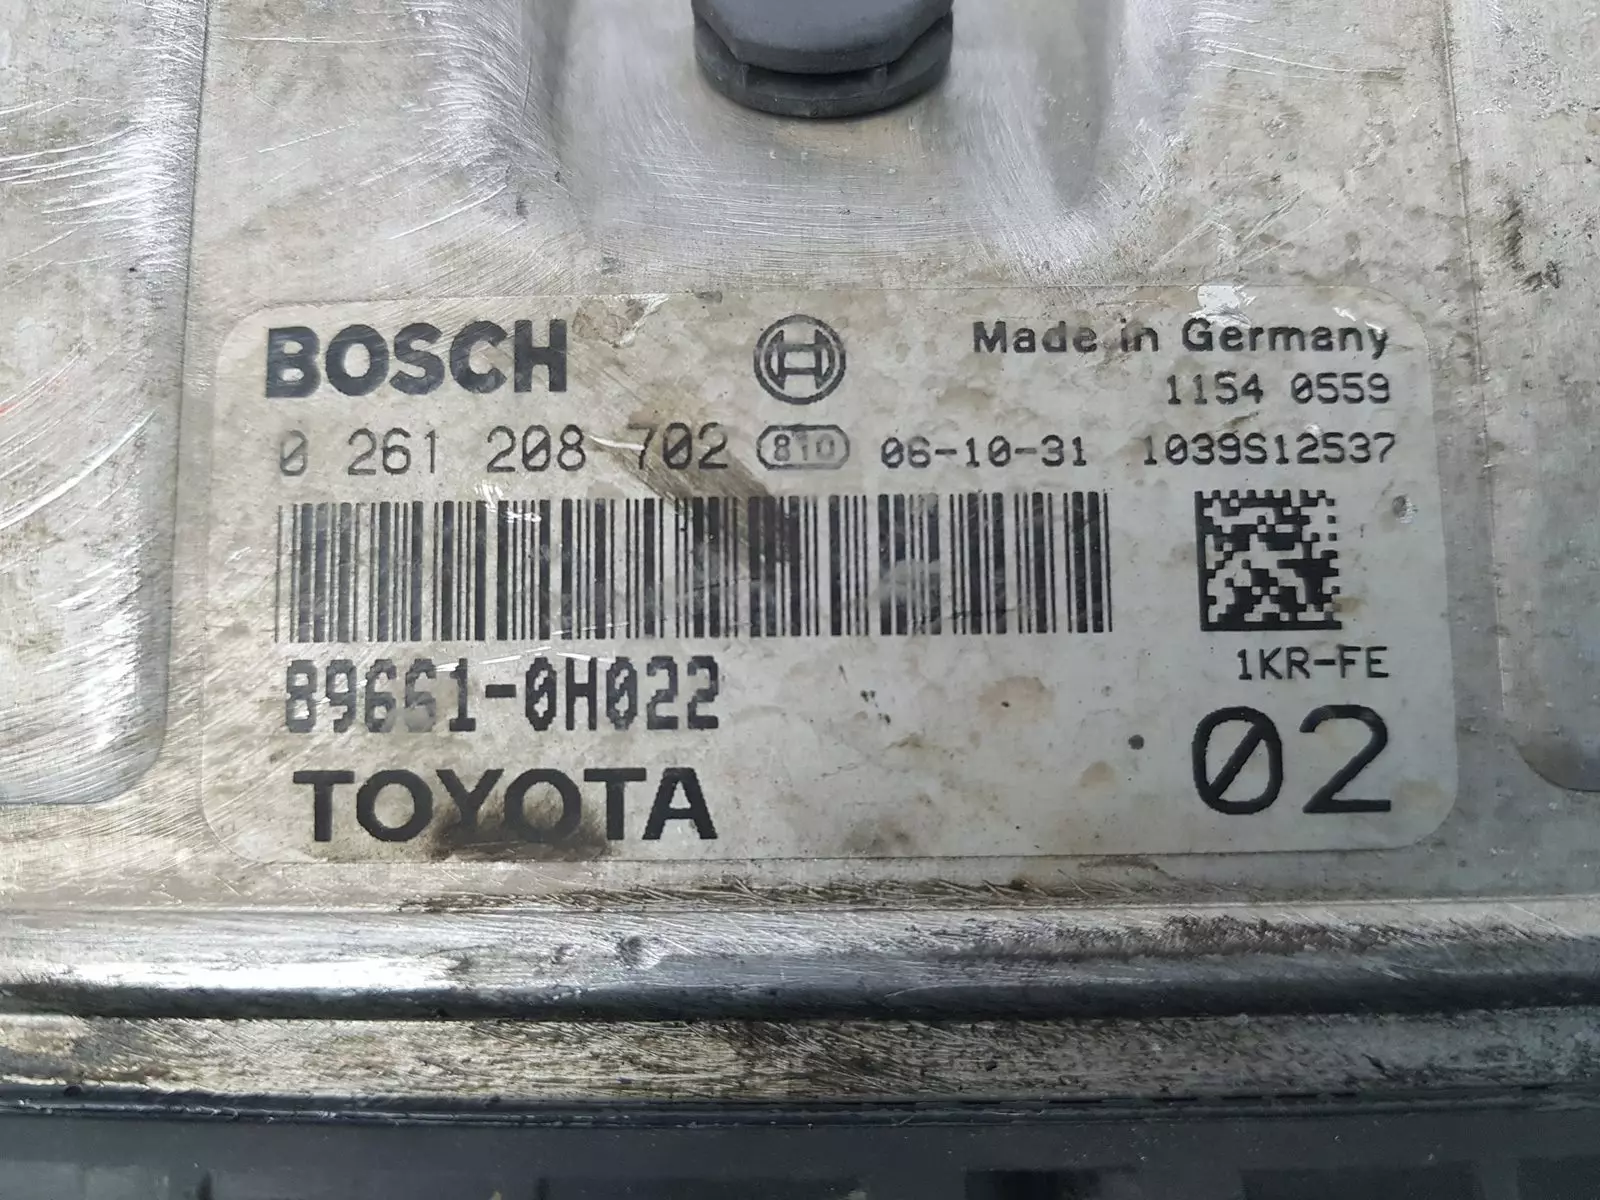 BOSCH Made in Germany
11S4 0559
0 261 208 702 810 06-10-31 1039S12537
89661-0H022 1KR-FE
TOYOTA 02